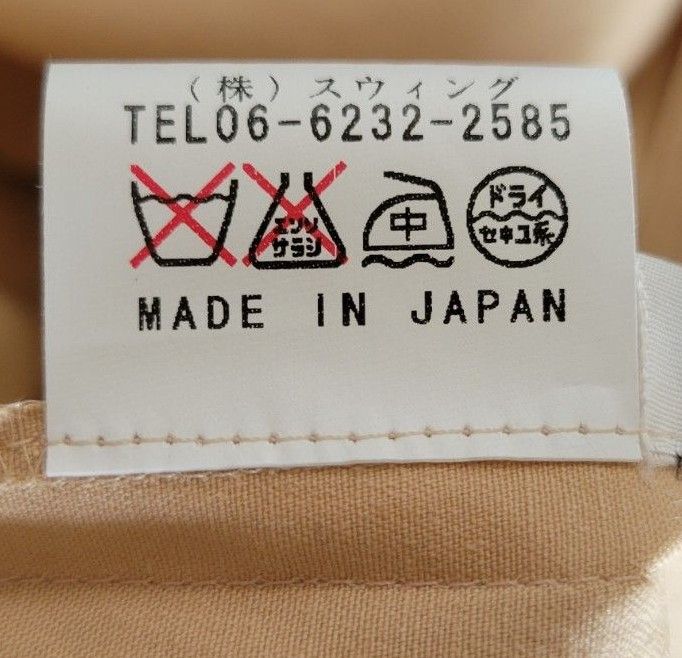 （株）スウィング
TEL06-6232-2585
エンソ
サラシ
中
ドライ
セキユ系
MADE IN JAPAN